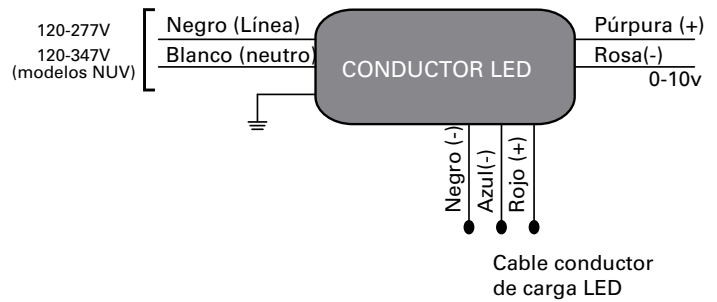 120-277V
120-347V
(modelos NUV)
Negro (Línea)
Blanco (neutro)
CONDUCTOR LED
Púrpura (+)
Rosa(-)
0-10v
Negro (-)
Azul(-)
Rojo (+)
Cable conductor
de carga LED